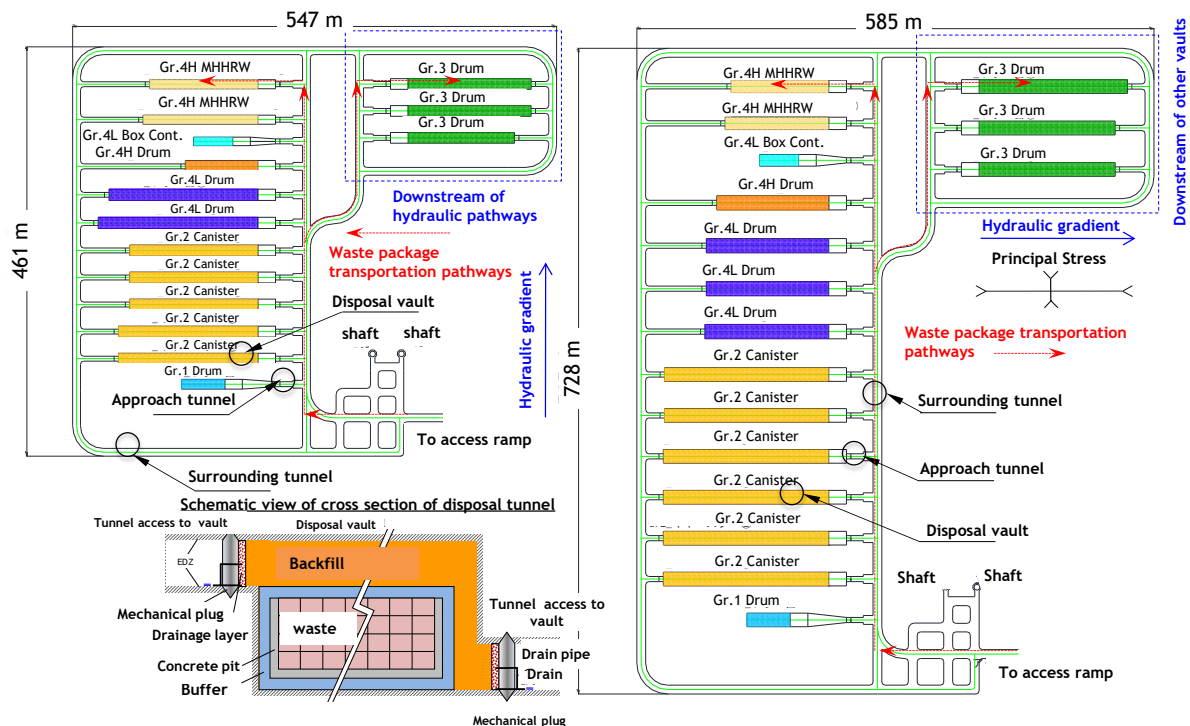 547 m
461 m
Gr.4H MHHRW
Gr.4H MHHRW
Gr.4L Box Cont.
Gr.4H Drum
Gr.4L Drum
Gr.4L Drum
Gr.2 Canister
Gr.2 Canister
Gr.2 Canister
Gr.2 Canister
Gr.2 Canister
Gr.1 Drum
Approach tunnel
Surrounding tunnel
Gr.3 Drum
Gr.3 Drum
Gr.3 Drum
Downstream of
hydraulic pathways
Waste package
transportation pathways
Disposal vault
shaft
shaft
Hydraulic gradient
To access ramp
Schematic view of cross section of disposal tunnel
Tunnel access to vault
Disposal vault
EDZ
Backfill
Mechanical plug
Drainage layer
waste
Concrete pit
Buffer
Tunnel access to
vault
Drain pipe
Drain
Mechanical plug
585 m
728 m
Gr.4H MHHRW
Gr.4H MHHRW
Gr.4L Box Cont.
Gr.4H Drum
Gr.4L Drum
Gr.4L Drum
Gr.4L Drum
Gr.2 Canister
Gr.2 Canister
Gr.2 Canister
Gr.2 Canister
Gr.2 Canister
Gr.2 Canister
Gr.1 Drum
Gr.3 Drum
Gr.3 Drum
Gr.3 Drum
Downstream of other vaults
Hydraulic gradient
Principal Stress
Waste package transportation
pathways
Surrounding tunnel
Approach tunnel
Disposal vault
Shaft
Shaft
To access ramp